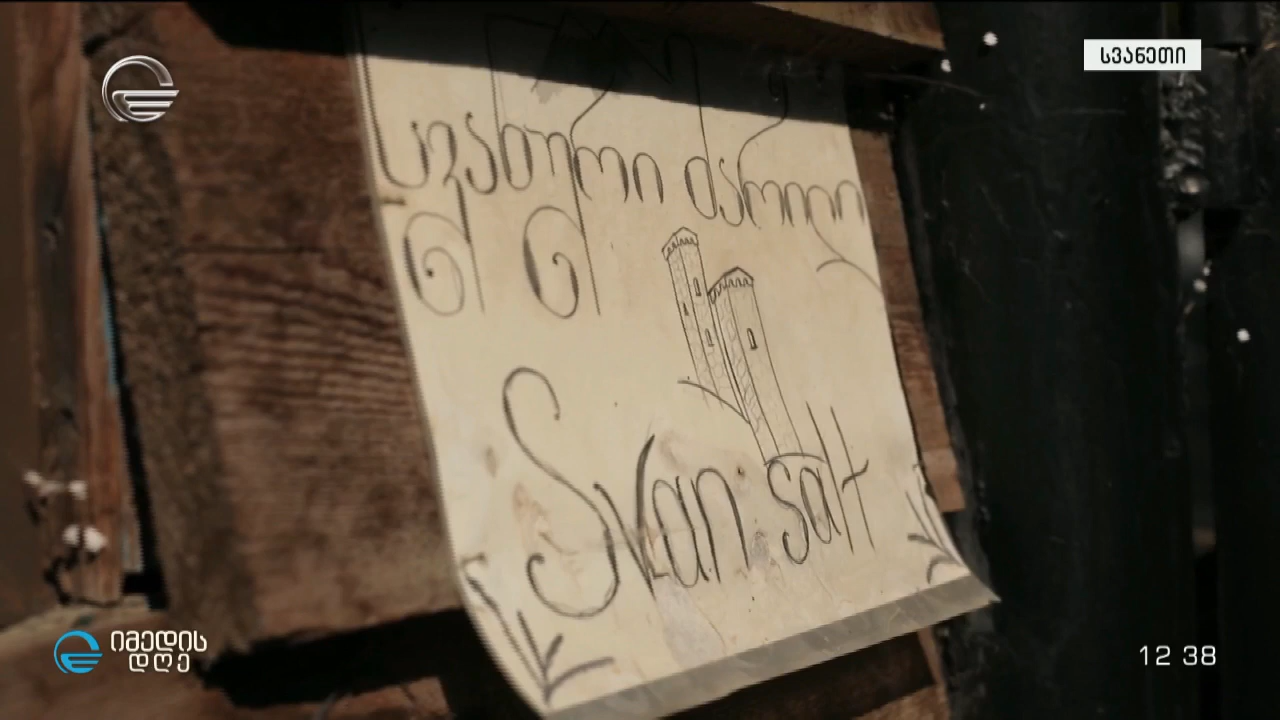 სვანეთი
სვანური მარილი
Svan salt
იმედის
დღე
12 38